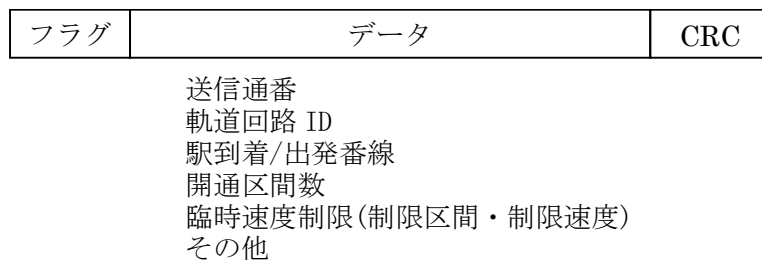 フラグ データ CRC
送信通番
軌道回路 ID
駅到着/出発番線
開通区間数
臨時速度制限(制限区間・制限速度)
その他